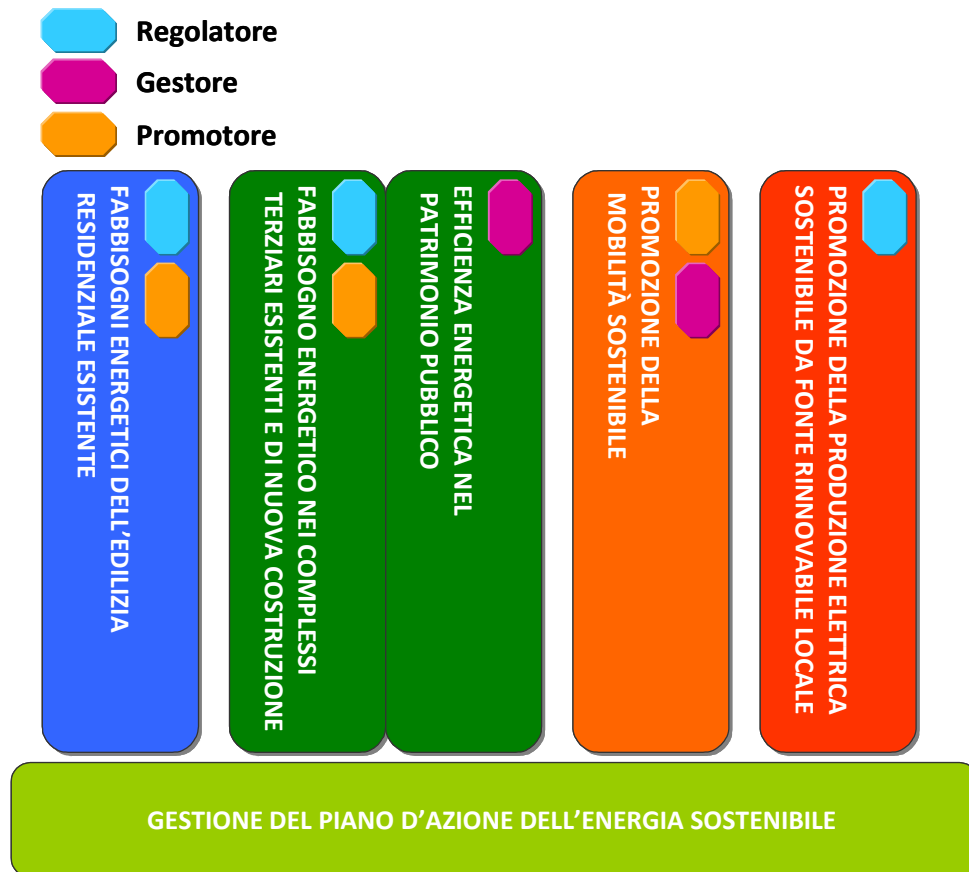 Regolatore
Gestore
Promotore
FABBISOGNI ENERGETICI DELL'EDILIZIA
RESIDENZIALE ESISTENTE
FABBISOGNO ENERGETICO NEI COMPLESSI
TERZIARI ESISTENTI E DI NUOVA COSTRUZIONE
EFFICIENZA ENERGETICA NEL
PATRIMONIO PUBBLICO
PROMOZIONE DELLA
MOBILITÀ SOSTENIBILE
PROMOZIONE DELLA PRODUZIONE ELETTRICA
SOSTENIBILE DA FONTE RINNOVABILE LOCALE
GESTIONE DEL PIANO D'AZIONE DELL'ENERGIA SOSTENIBILE